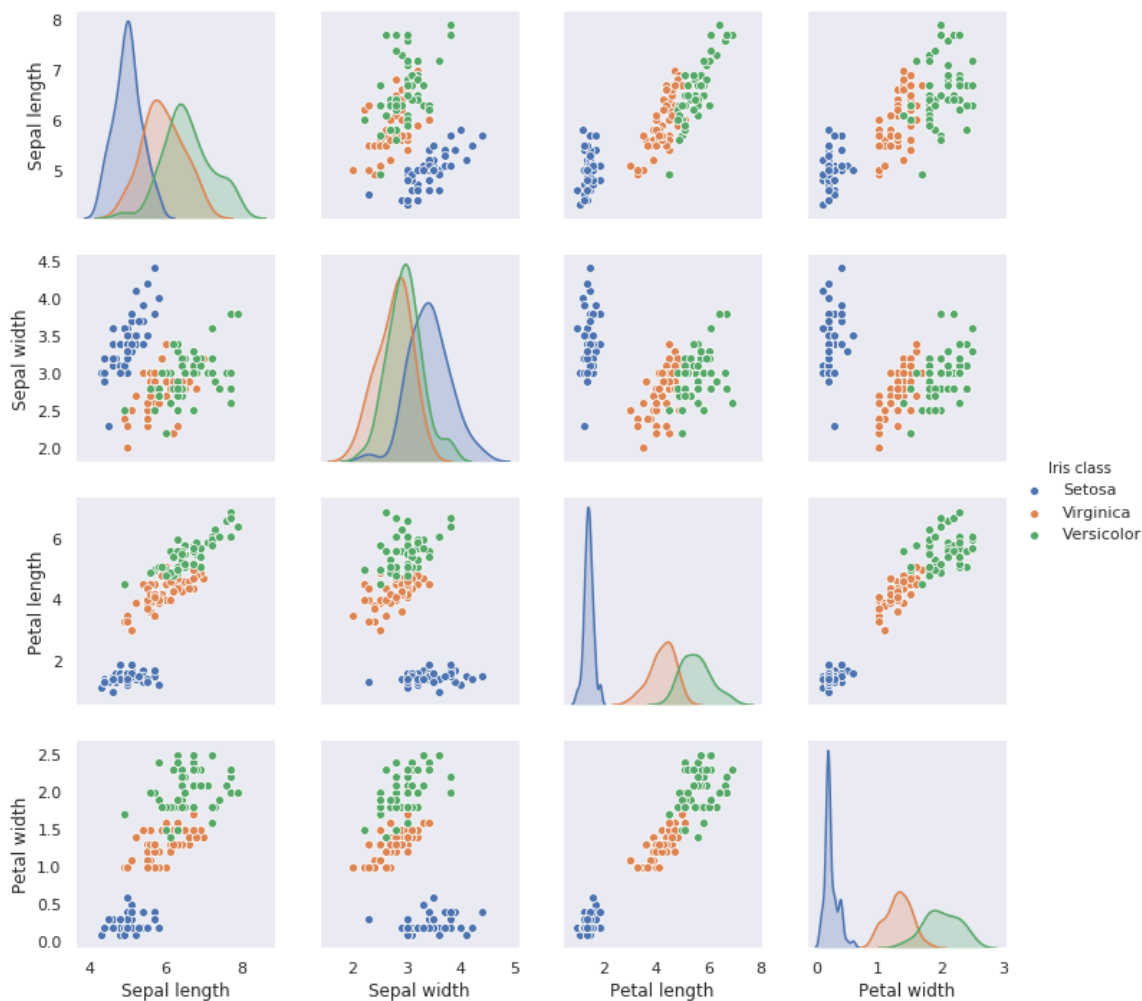 8
7
6
5
Sepal length
4.5
4.0
3.5
3.0
2.5
2.0
Sepal width
Iris class
Setosa
Virginica
Versicolor
6
4
2
Petal length
2.5
2.0
1.5
1.0
0.5
0.0
Petal width
4 6 8
Sepal length
2 3 4 5
Sepal width
2 4 6 8
Petal length
0 1 2 3
Petal width